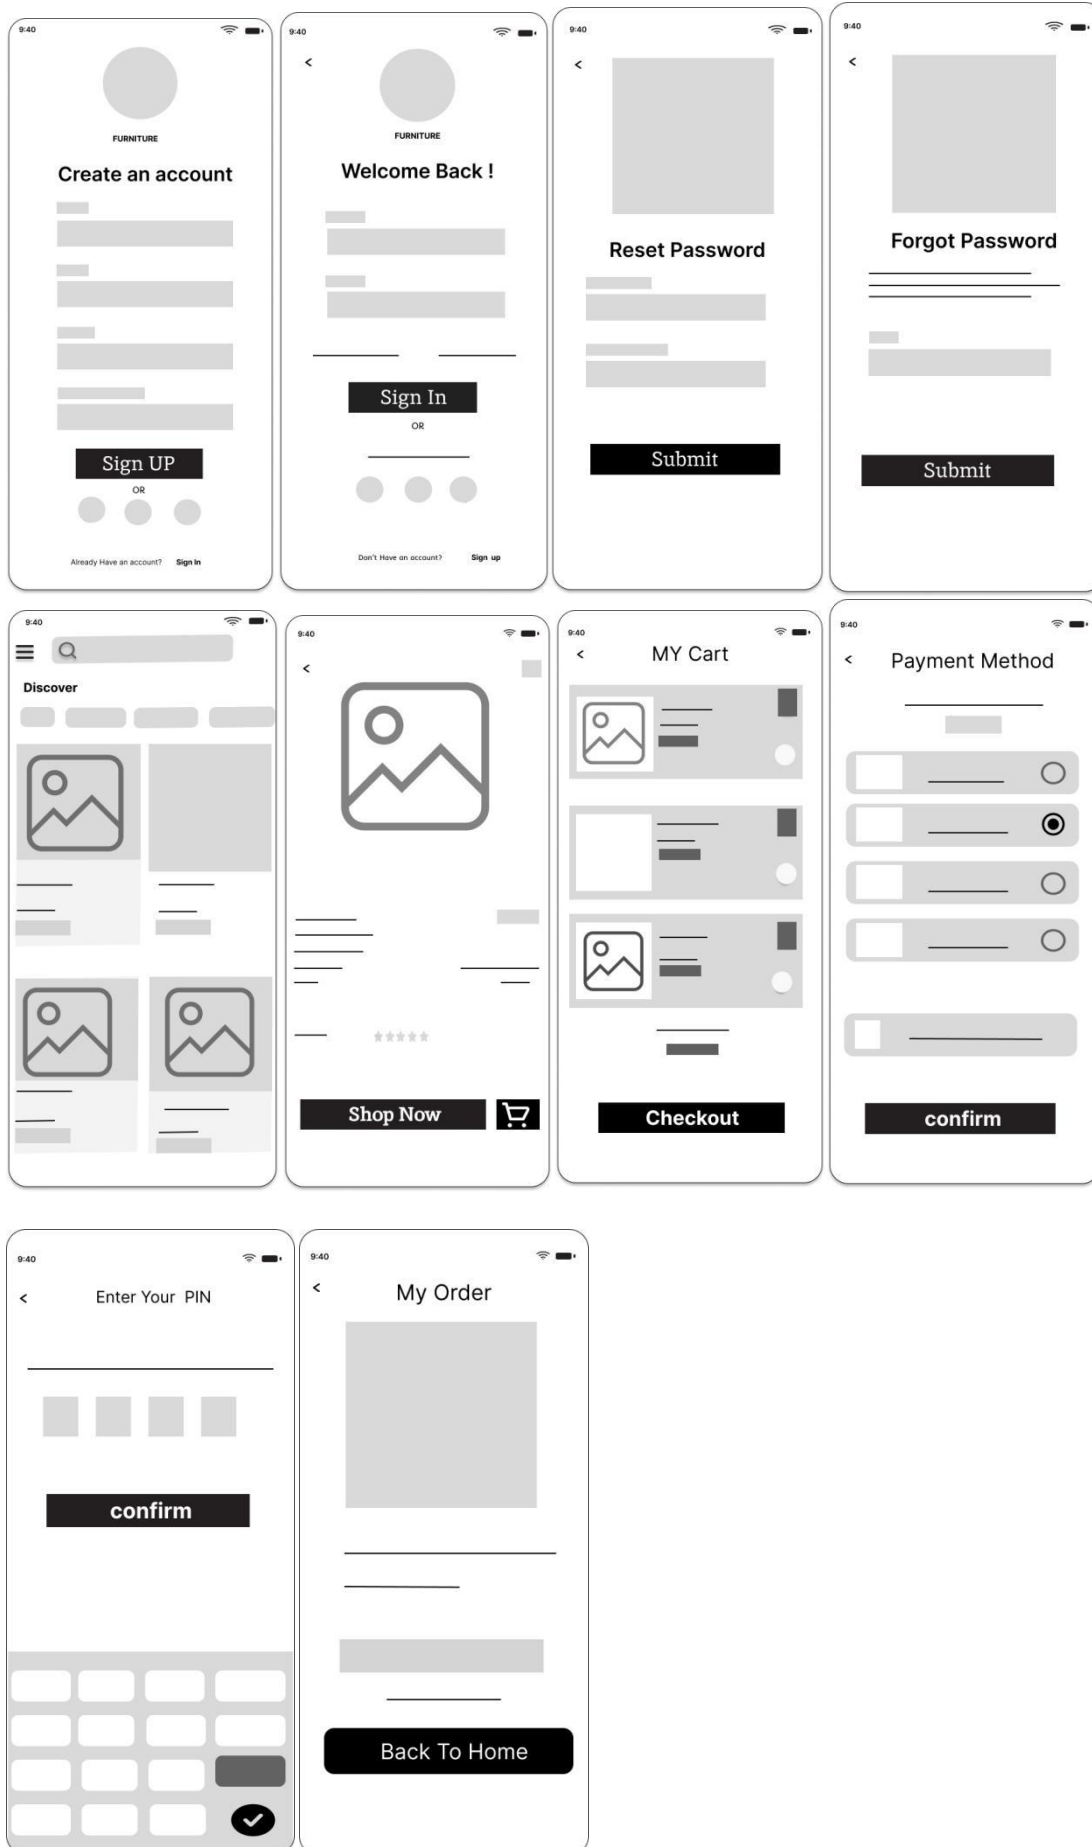 9:40
FURNITURE
Create an account
Sign UP
OR
Already Have an account? Sign In
9:40
<
FURNITURE
Welcome Back !
Sign In
OR
Don't Have an account? Sign up
9:40
<
Reset Password
Submit
9:40
<
Forgot Password
Submit
9:40
Discover
9:40
<
Shop Now
9:40
< MY Cart
Checkout
9:40
< Payment Method
confirm
9:40
< Enter Your PIN
confirm
9:40
< My Order
Back To Home